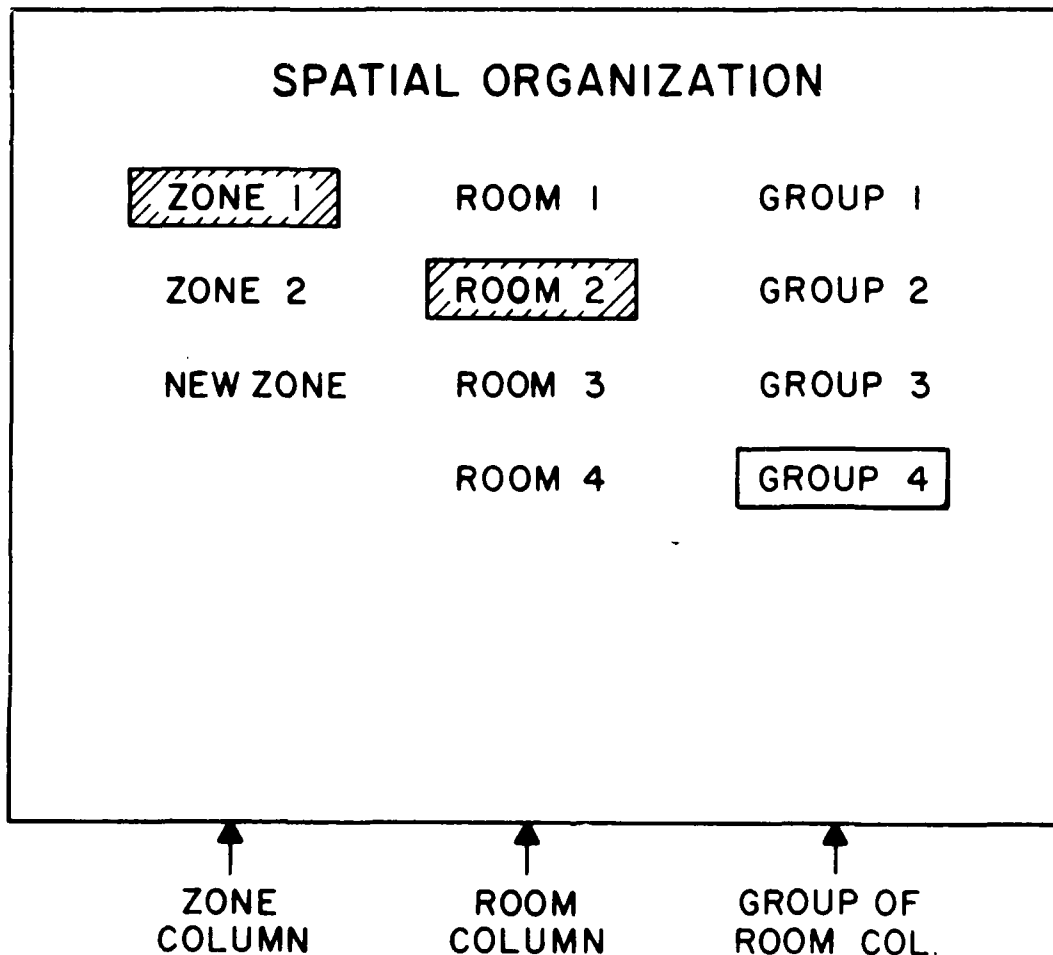 SPATIAL ORGANIZATION
ZONE 1 ROOM 1 GROUP 1
ZONE 2 ROOM 2 GROUP 2
NEW ZONE ROOM 3 GROUP 3
ROOM 4 GROUP 4
ZONE COLUMN
ROOM COLUMN
GROUP OF ROOM COL.